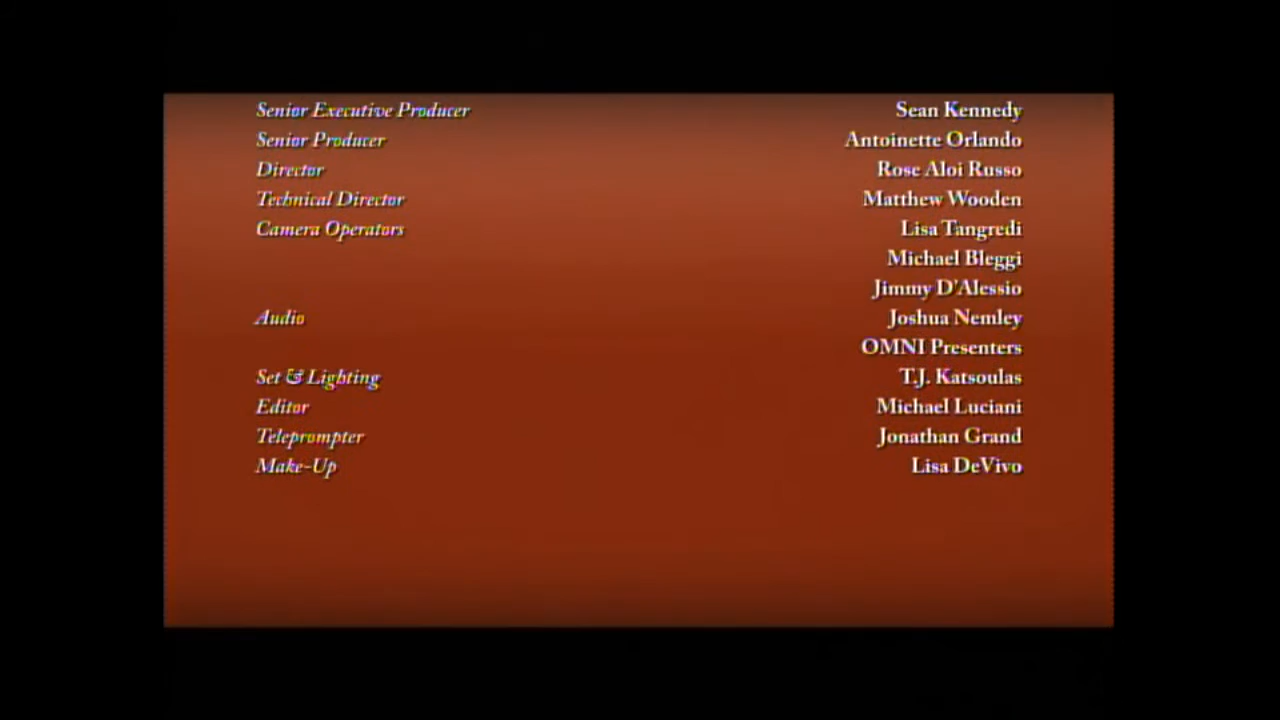 Senior Executive Producer Sean Kennedy
Senior Producer Antoinette Orlando
Director Rose Aloi Russo
Technical Director Matthew Wooden
Camera Operators Lisa Tangredi
Michael Bleggi
Jimmy D'Alessio
Audio Joshua Nemley
OMNI Presenters
Set & Lighting T.J. Katsoulas
Editor Michael Luciani
Teleprompter Jonathan Grand
Make-Up Lisa DeVivo